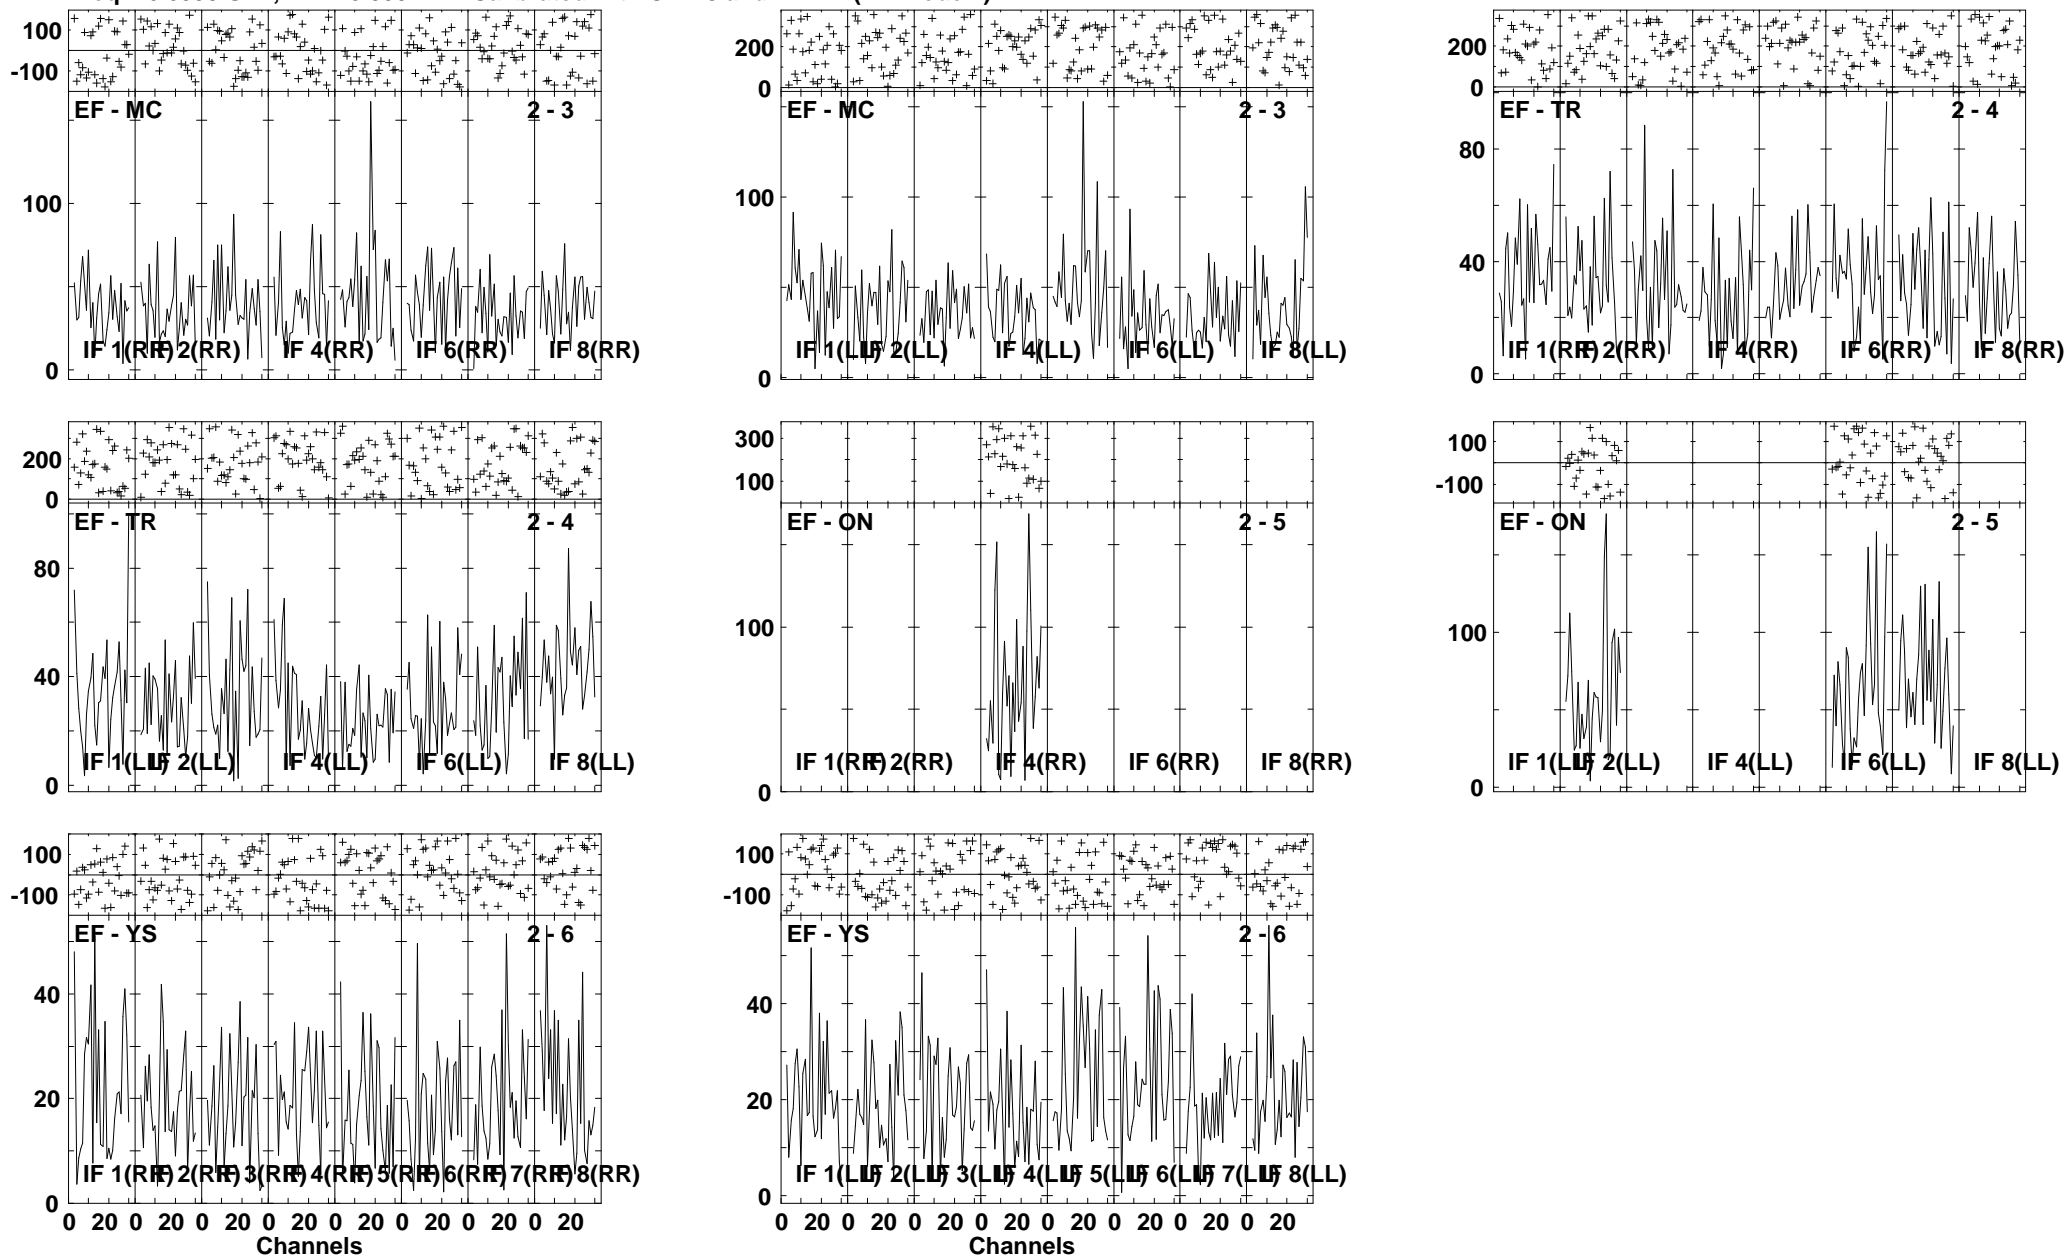 100
-100
EF - MC 2 - 3
100
0
IF 1(RR) IF 2(RR) IF 4(RR) IF 6(RR) IF 8(RR)
200
0
EF - MC 2 - 3
100
0
IF 1(LL) IF 2(LL) IF 4(LL) IF 6(LL) IF 8(LL)
200
0
EF - TR 2 - 4
80
40
0
IF 1(RR) IF 2(RR) IF 4(RR) IF 6(RR) IF 8(RR)
200
0
EF - TR 2 - 4
80
40
0
IF 1(LL) IF 2(LL) IF 4(LL) IF 6(LL) IF 8(LL)
300
100
EF - ON 2 - 5
100
0
IF 1(RR) IF 2(RR) IF 4(RR) IF 6(RR) IF 8(RR)
100
-100
EF - ON 2 - 5
100
0
IF 1(LL) IF 2(LL) IF 4(LL) IF 6(LL) IF 8(LL)
100
-100
EF - YS 2 - 6
40
20
0
IF 1(RR) IF 2(RR) IF 3(RR) IF 4(RR) IF 5(RR) IF 6(RR) IF 7(RR) IF 8(RR)
0 20 0 20 0 20 0 20 0 20 0 20 0 20 0 20
Channels
100
-100
EF - YS 2 - 6
40
20
0
IF 1(LL) IF 2(LL) IF 3(LL) IF 4(LL) IF 5(LL) IF 6(LL) IF 7(LL) IF 8(LL)
0 20 0 20 0 20 0 20 0 20 0 20 0 20 0 20
Channels